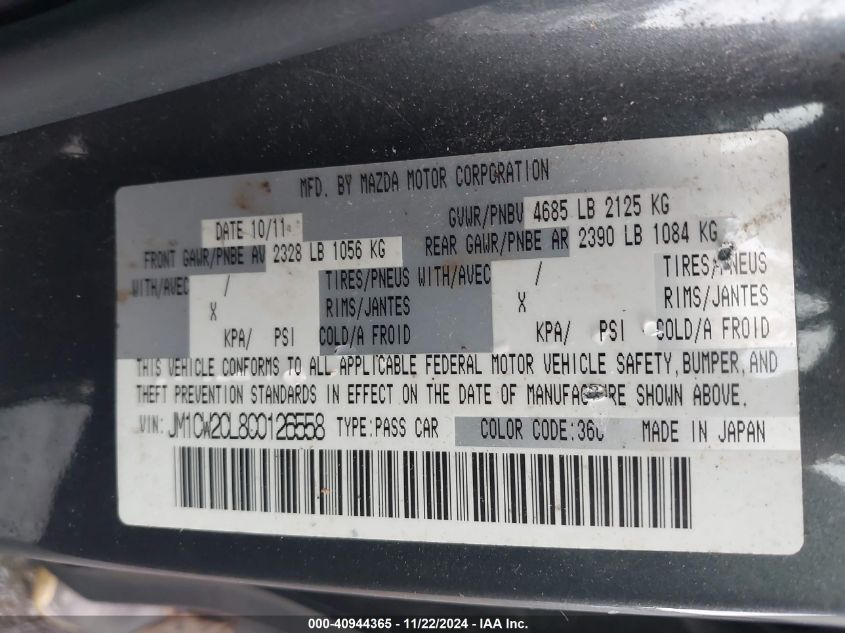 MFD. BY MAZDA MOTOR CORPORATION
DATE 10/11 GVWR/PNBV 4685 LB 2125 KG
FRONT GAWR/PNBE AV 2328 LB 1056 KG REAR GAWR/PNBE AR 2390 LB 1084 KG
WITH/AVEC / TIRES/PNEUS WITH/AVEC / TIRES/PNEUS
X RIMS/JANTES X RIMS/JANTES
KPA/ PSI COLD/A FROID KPA/ PSI COLD/A FROID
THIS VEHICLE CONFORMS TO ALL APPLICABLE FEDERAL MOTOR VEHICLE SAFETY, BUMPER, AND
THEFT PREVENTION STANDARDS IN EFFECT ON THE DATE OF MANUFACTURE SHOWN ABOVE.
VIN: JM1CW2CL8C0126558 TYPE:PASS CAR COLOR CODE:36C MADE IN JAPAN
000-40944365 - 11/22/2024 - IAA Inc.